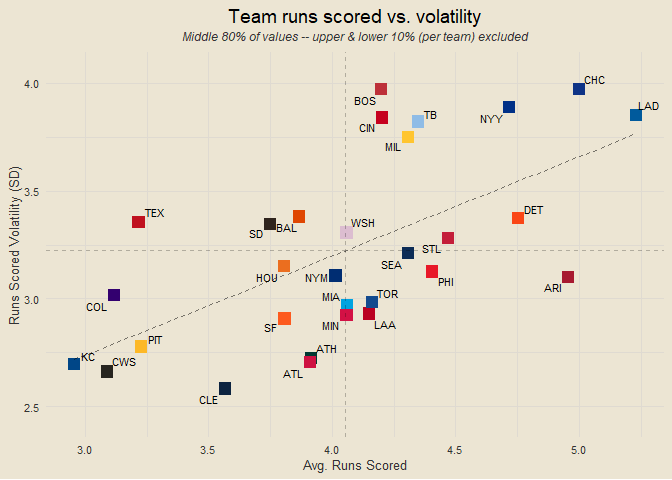 Team runs scored vs. volatility
Middle 80% of values -- upper & lower 10% (per team) excluded
4.0
CHC
BOS
LAD
TB
NYY
CIN
MIL
3.5
TEX
DET
WSH
SD
BAL
STL
SEA
HOU
NYM
PHI
ARI
3.0
COL
MIA
TOR
SF
MIN
LAA
PIT
ATH
KC
CWS
ATL
CLE
2.5
3.0
3.5
4.0
4.5
5.0
Avg. Runs Scored
Runs Scored Volatility (SD)